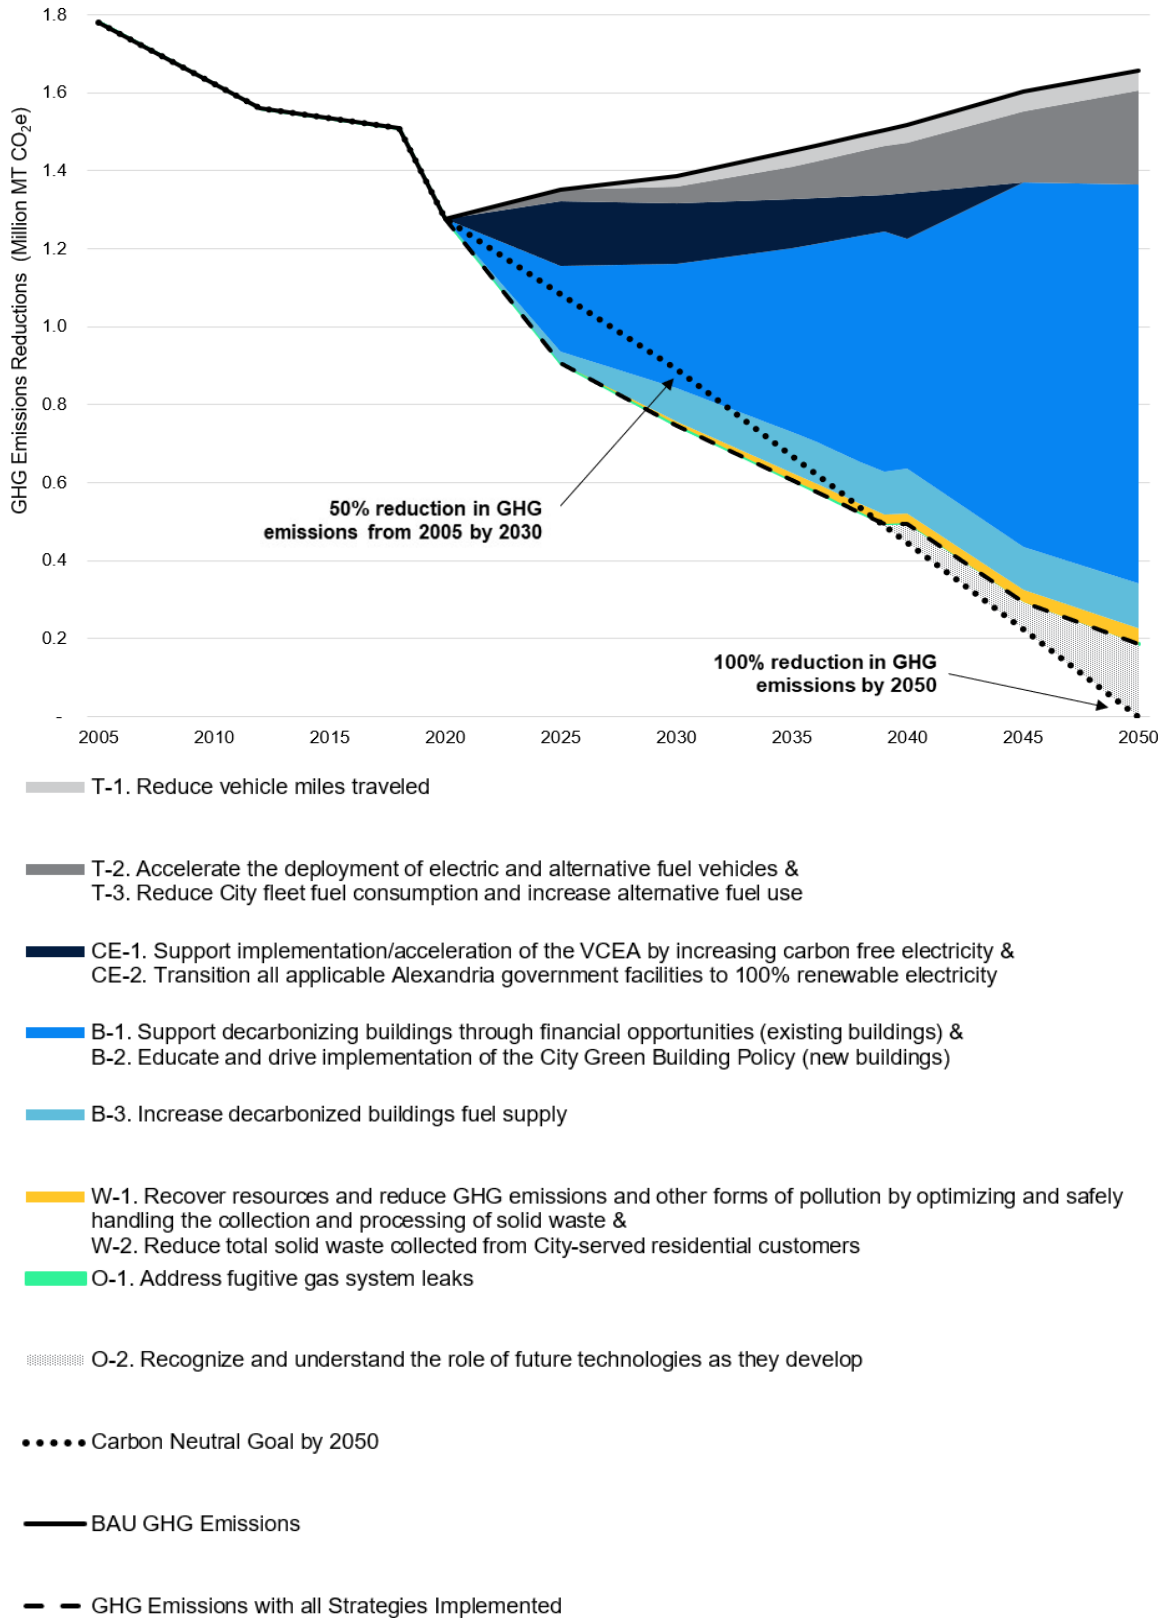 GHG Emissions Reductions (Million MT CO₂e)
1.8
1.6
1.4
1.2
1.0
0.8
0.6
0.4
0.2
-
50% reduction in GHG
emissions from 2005 by 2030
100% reduction in GHG
emissions by 2050
2005 2010 2015 2020 2025 2030 2035 2040 2045 2050
T-1. Reduce vehicle miles traveled
T-2. Accelerate the deployment of electric and alternative fuel vehicles &
T-3. Reduce City fleet fuel consumption and increase alternative fuel use
CE-1. Support implementation/acceleration of the VCEA by increasing carbon free electricity &
CE-2. Transition all applicable Alexandria government facilities to 100% renewable electricity
B-1. Support decarbonizing buildings through financial opportunities (existing buildings) &
B-2. Educate and drive implementation of the City Green Building Policy (new buildings)
B-3. Increase decarbonized buildings fuel supply
W-1. Recover resources and reduce GHG emissions and other forms of pollution by optimizing and safely
handling the collection and processing of solid waste &
W-2. Reduce total solid waste collected from City-served residential customers
O-1. Address fugitive gas system leaks
O-2. Recognize and understand the role of future technologies as they develop
Carbon Neutral Goal by 2050
BAU GHG Emissions
GHG Emissions with all Strategies Implemented